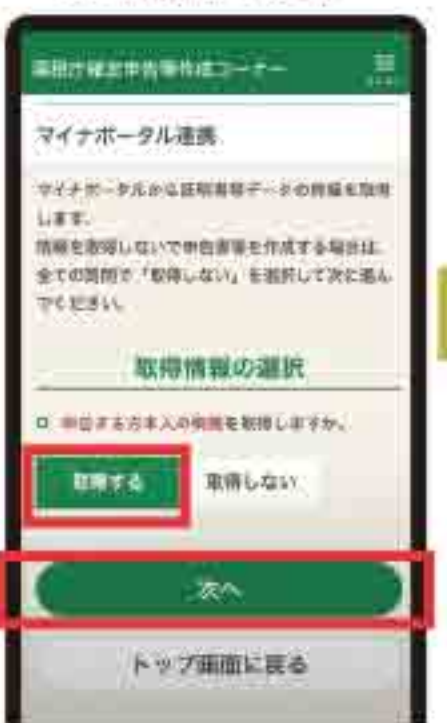 国税庁確定申告書等作成コーナー
マイナポータル連携
マイナポータルから証明書等データの情報を取得
します。
情報を取得しないで申告書等を作成する場合は、
全ての質問で「取得しない」を選択して次に進ん
でください。
取得情報の選択
申告する方本人の情報を取得しますか。
取得する
取得しない
次へ
トップ画面に戻る